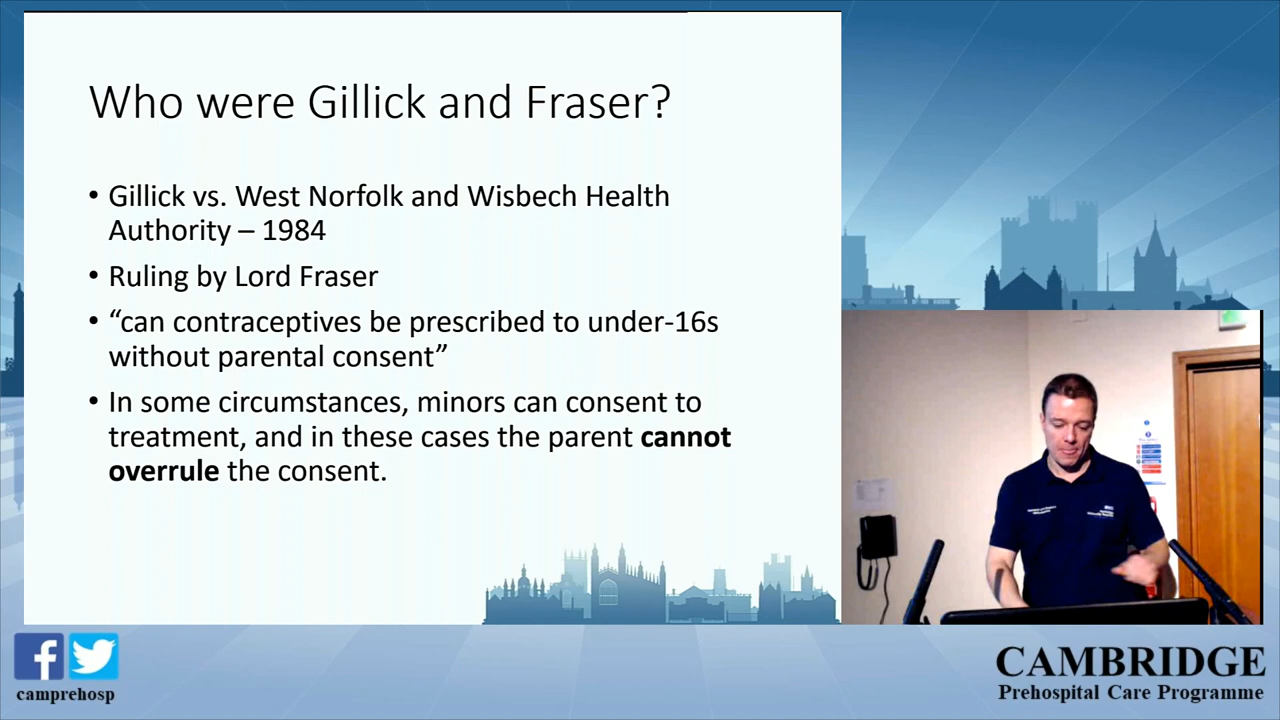 Who were Gillick and Fraser?
• Gillick vs. West Norfolk and Wisbech Health
Authority – 1984
• Ruling by Lord Fraser
• “can contraceptives be prescribed to under-16s
without parental consent”
• In some circumstances, minors can consent to
treatment, and in these cases the parent cannot
overrule the consent.
camprehosp
CAMBRIDGE
Prehospital Care Programme